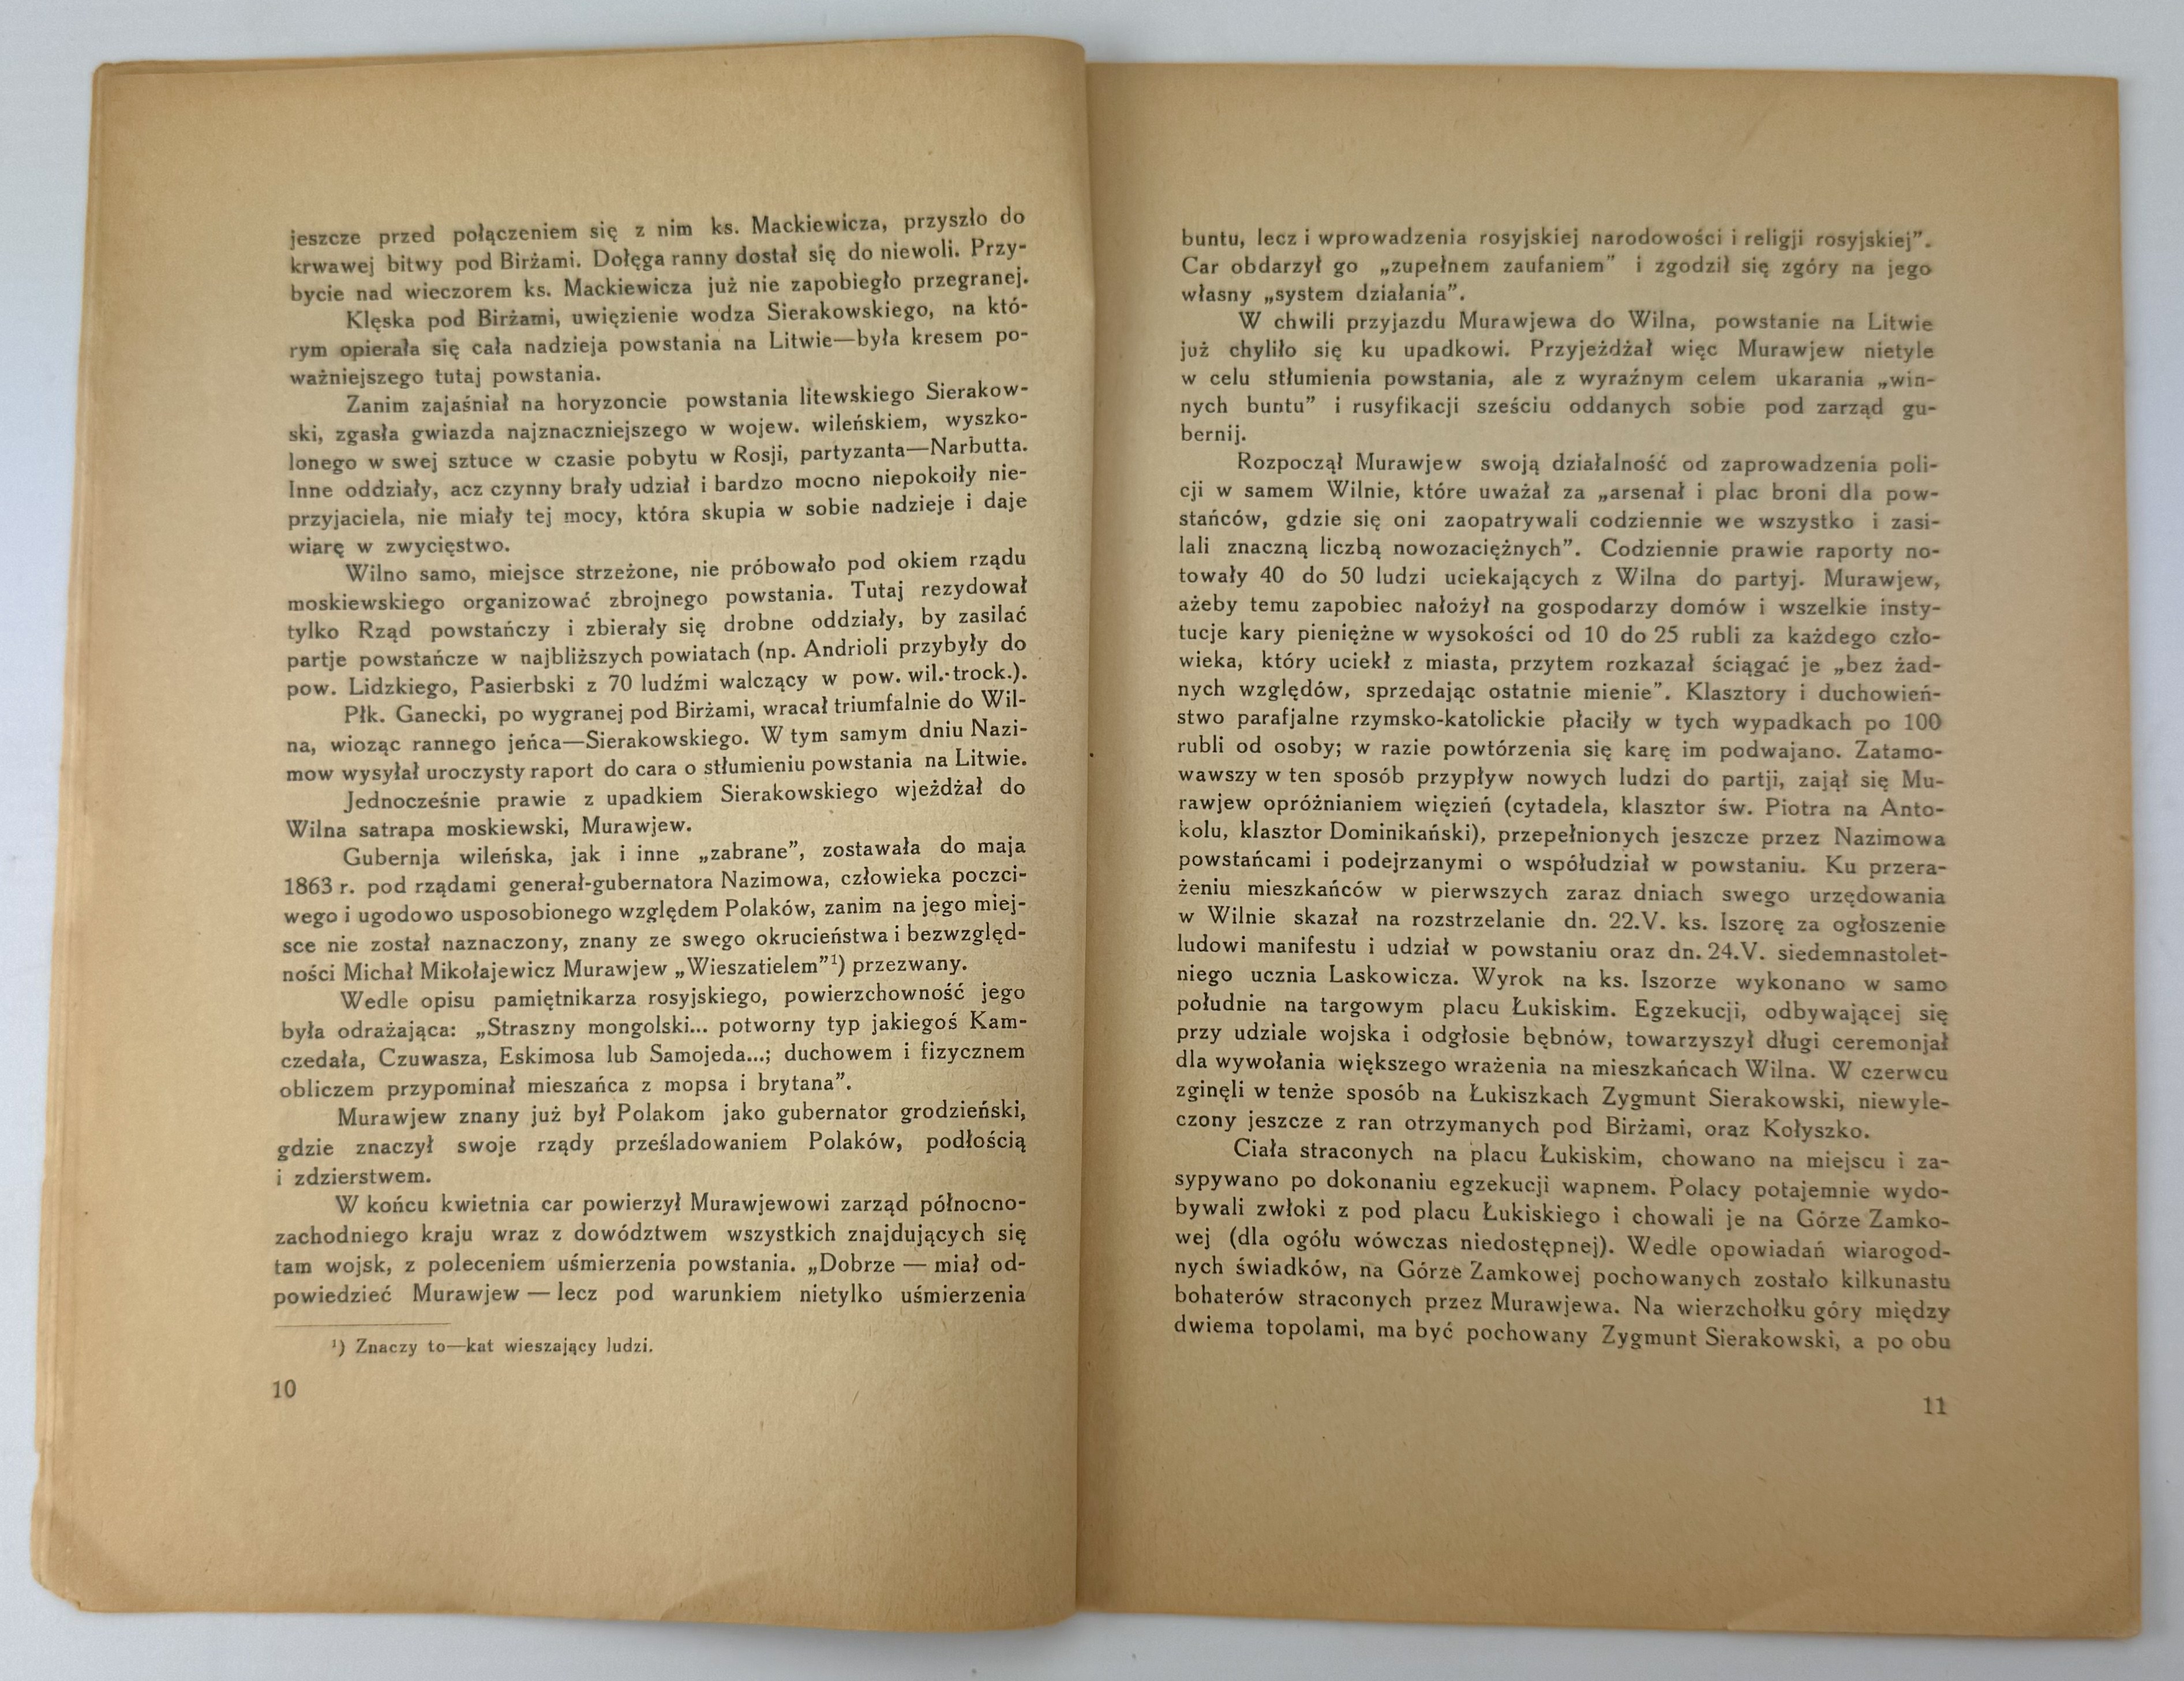 jeszcze przed połączeniem się z nim ks. Mackiewicza, przyszło do
krwawej bitwy pod Birżami. Dołęga ranny dostał się do niewoli. Przy-
bycie nad wieczorem ks. Mackiewicza już nie zapobiegło przegranej.
Klęska pod Birżami, uwięzienie wodza Sierakowskiego, na któ-
rym opierała się cała nadzieja powstania na Litwie—była kresem po-
ważniejszego tutaj powstania.
Zanim zajaśniał na horyzoncie powstania litewskiego Sierakow-
ski, zgasła gwiazda najznaczniejszego w wojew. wileńskiem, wyszko-
lonego w swej sztuce w czasie pobytu w Rosji, partyzanta—Narbutta.
Inne oddziały, acz czynny brały udział i bardzo mocno niepokoiły nie-
przyjaciela, nie miały tej mocy, która skupia w sobie nadzieje i daje
wiarę w zwycięstwo.
Wilno samo, miejsce strzeżone, nie próbowało pod okiem rządu
moskiewskiego organizować zbrojnego powstania. Tutaj rezydował
tylko Rząd powstańczy i zbierały się drobne oddziały, by zasilać
partje powstańcze w najbliższych powiatach (np. Andrioli przybyły do
pow. Lidzkiego, Pasierbski z 70 ludźmi walczący w pow. wil.-trock.).
Płk. Ganecki, po wygranej pod Birżami, wracał triumfalnie do Wil-
na, wioząc rannego jeńca—Sierakowskiego. W tym samym dniu Nazi-
mow wysyłał uroczysty raport do cara o stłumieniu powstania na Litwie.
Jednocześnie prawie z upadkiem Sierakowskiego wjeżdżał do
Wilna satrapa moskiewski, Murawjew.
Gubernja wileńska, jak i inne „zabrane”, zostawała do maja
1863 r. pod rządami generał-gubernatora Nazimowa, człowieka poczci-
wego i ugodowo usposobionego względem Polaków, zanim na jego miej-
sce nie został naznaczony, znany ze swego okrucieństwa i bezwzględ-
ności Michał Mikołajewicz Murawjew „Wieszatielem”¹) przezwany.
Wedle opisu pamiętnikarza rosyjskiego, powierzchowność jego
była odrażająca: „Straszny mongolski... potworny typ jakiegoś Kam-
czedała, Czuwasza, Eskimosa lub Samojeda...; duchowem i fizycznem
obliczem przypominał mieszańca z mopsa i brytana”.
Murawjew znany już był Polakom jako gubernator grodzieński,
gdzie znaczył swoje rządy prześladowaniem Polaków, podłością
i zdzierstwem.
W końcu kwietnia car powierzył Murawjewowi zarząd północno-
zachodniego kraju wraz z dowództwem wszystkich znajdujących się
tam wojsk, z poleceniem uśmierzenia powstania. „Dobrze — miał od-
powiedzieć Murawjew — lecz pod warunkiem nietylko uśmierzenia
¹) Znaczy to—kat wieszający ludzi.
10
buntu, lecz i wprowadzenia rosyjskiej narodowości i religji rosyjskiej”.
Car obdarzył go „zupełnem zaufaniem” i zgodził się zgóry na jego
własny „system działania”.
W chwili przyjazdu Murawjewa do Wilna, powstanie na Litwie
już chyliło się ku upadkowi. Przyjeżdżał więc Murawjew nietyle
w celu stłumienia powstania, ale z wyraźnym celem ukarania „win-
nych buntu” i rusyfikacji sześciu oddanych sobie pod zarząd gu-
bernij.
Rozpoczął Murawjew swoją działalność od zaprowadzenia poli-
cji w samem Wilnie, które uważał za „arsenał i plac broni dla pow-
stańców, gdzie się oni zaopatrywali codziennie we wszystko i zasi-
lali znaczną liczbą nowozaciężnych”. Codziennie prawie raporty no-
towały 40 do 50 ludzi uciekających z Wilna do partyj. Murawjew,
ażeby temu zapobiec nałożył na gospodarzy domów i wszelkie insty-
tucje kary pieniężne w wysokości od 10 do 25 rubli za każdego czło-
wieka, który uciekł z miasta, przytem rozkazał ściągać je „bez żad-
nych względów, sprzedając ostatnie mienie”. Klasztory i duchowień-
stwo parafjalne rzymsko-katolickie płaciły w tych wypadkach po 100
rubli od osoby; w razie powtórzenia się karę im podwajano. Zatamo-
wawszy w ten sposób przypływ nowych ludzi do partji, zajął się Mu-
rawjew opróżnianiem więzień (cytadela, klasztor św. Piotra na Anto-
kolu, klasztor Dominikański), przepełnionych jeszcze przez Nazimowa
powstańcami i podejrzanymi o współudział w powstaniu. Ku przera-
żeniu mieszkańców w pierwszych zaraz dniach swego urzędowania
w Wilnie skazał na rozstrzelanie dn. 22.V. ks. Iszorę za ogłoszenie
ludowi manifestu i udział w powstaniu oraz dn. 24.V. siedemnastolet-
niego ucznia Laskowicza. Wyrok na ks. Iszorze wykonano w samo
południe na targowym placu Łukiskim. Egzekucji, odbywającej się
przy udziale wojska i odgłosie bębnów, towarzyszył długi ceremonjał
dla wywołania większego wrażenia na mieszkańcach Wilna. W czerwcu
zginęli w tenże sposób na Łukiszkach Zygmunt Sierakowski, niewyle-
czony jeszcze z ran otrzymanych pod Birżami, oraz Kołyszko.
Ciała straconych na placu Łukiskim, chowano na miejscu i za-
sypywano po dokonaniu egzekucji wapnem. Polacy potajemnie wydo-
bywali zwłoki z pod placu Łukiskiego i chowali je na Górze Zamko-
wej (dla ogółu wówczas niedostępnej). Wedle opowiadań wiarogod-
nych świadków, na Górze Zamkowej pochowanych zostało kilkunastu
bohaterów straconych przez Murawjewa. Na wierzchołku góry między
dwiema topolami, ma być pochowany Zygmunt Sierakowski, a po obu
11